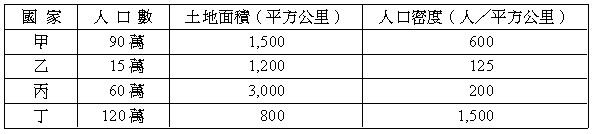 國 家 人 口 數 土地面積（平方公里） 人口密度（人／平方公里）
甲 90 萬 1,500 600
乙 15 萬 1,200 125
丙 60 萬 3,000 200
丁 120 萬 800 1,500